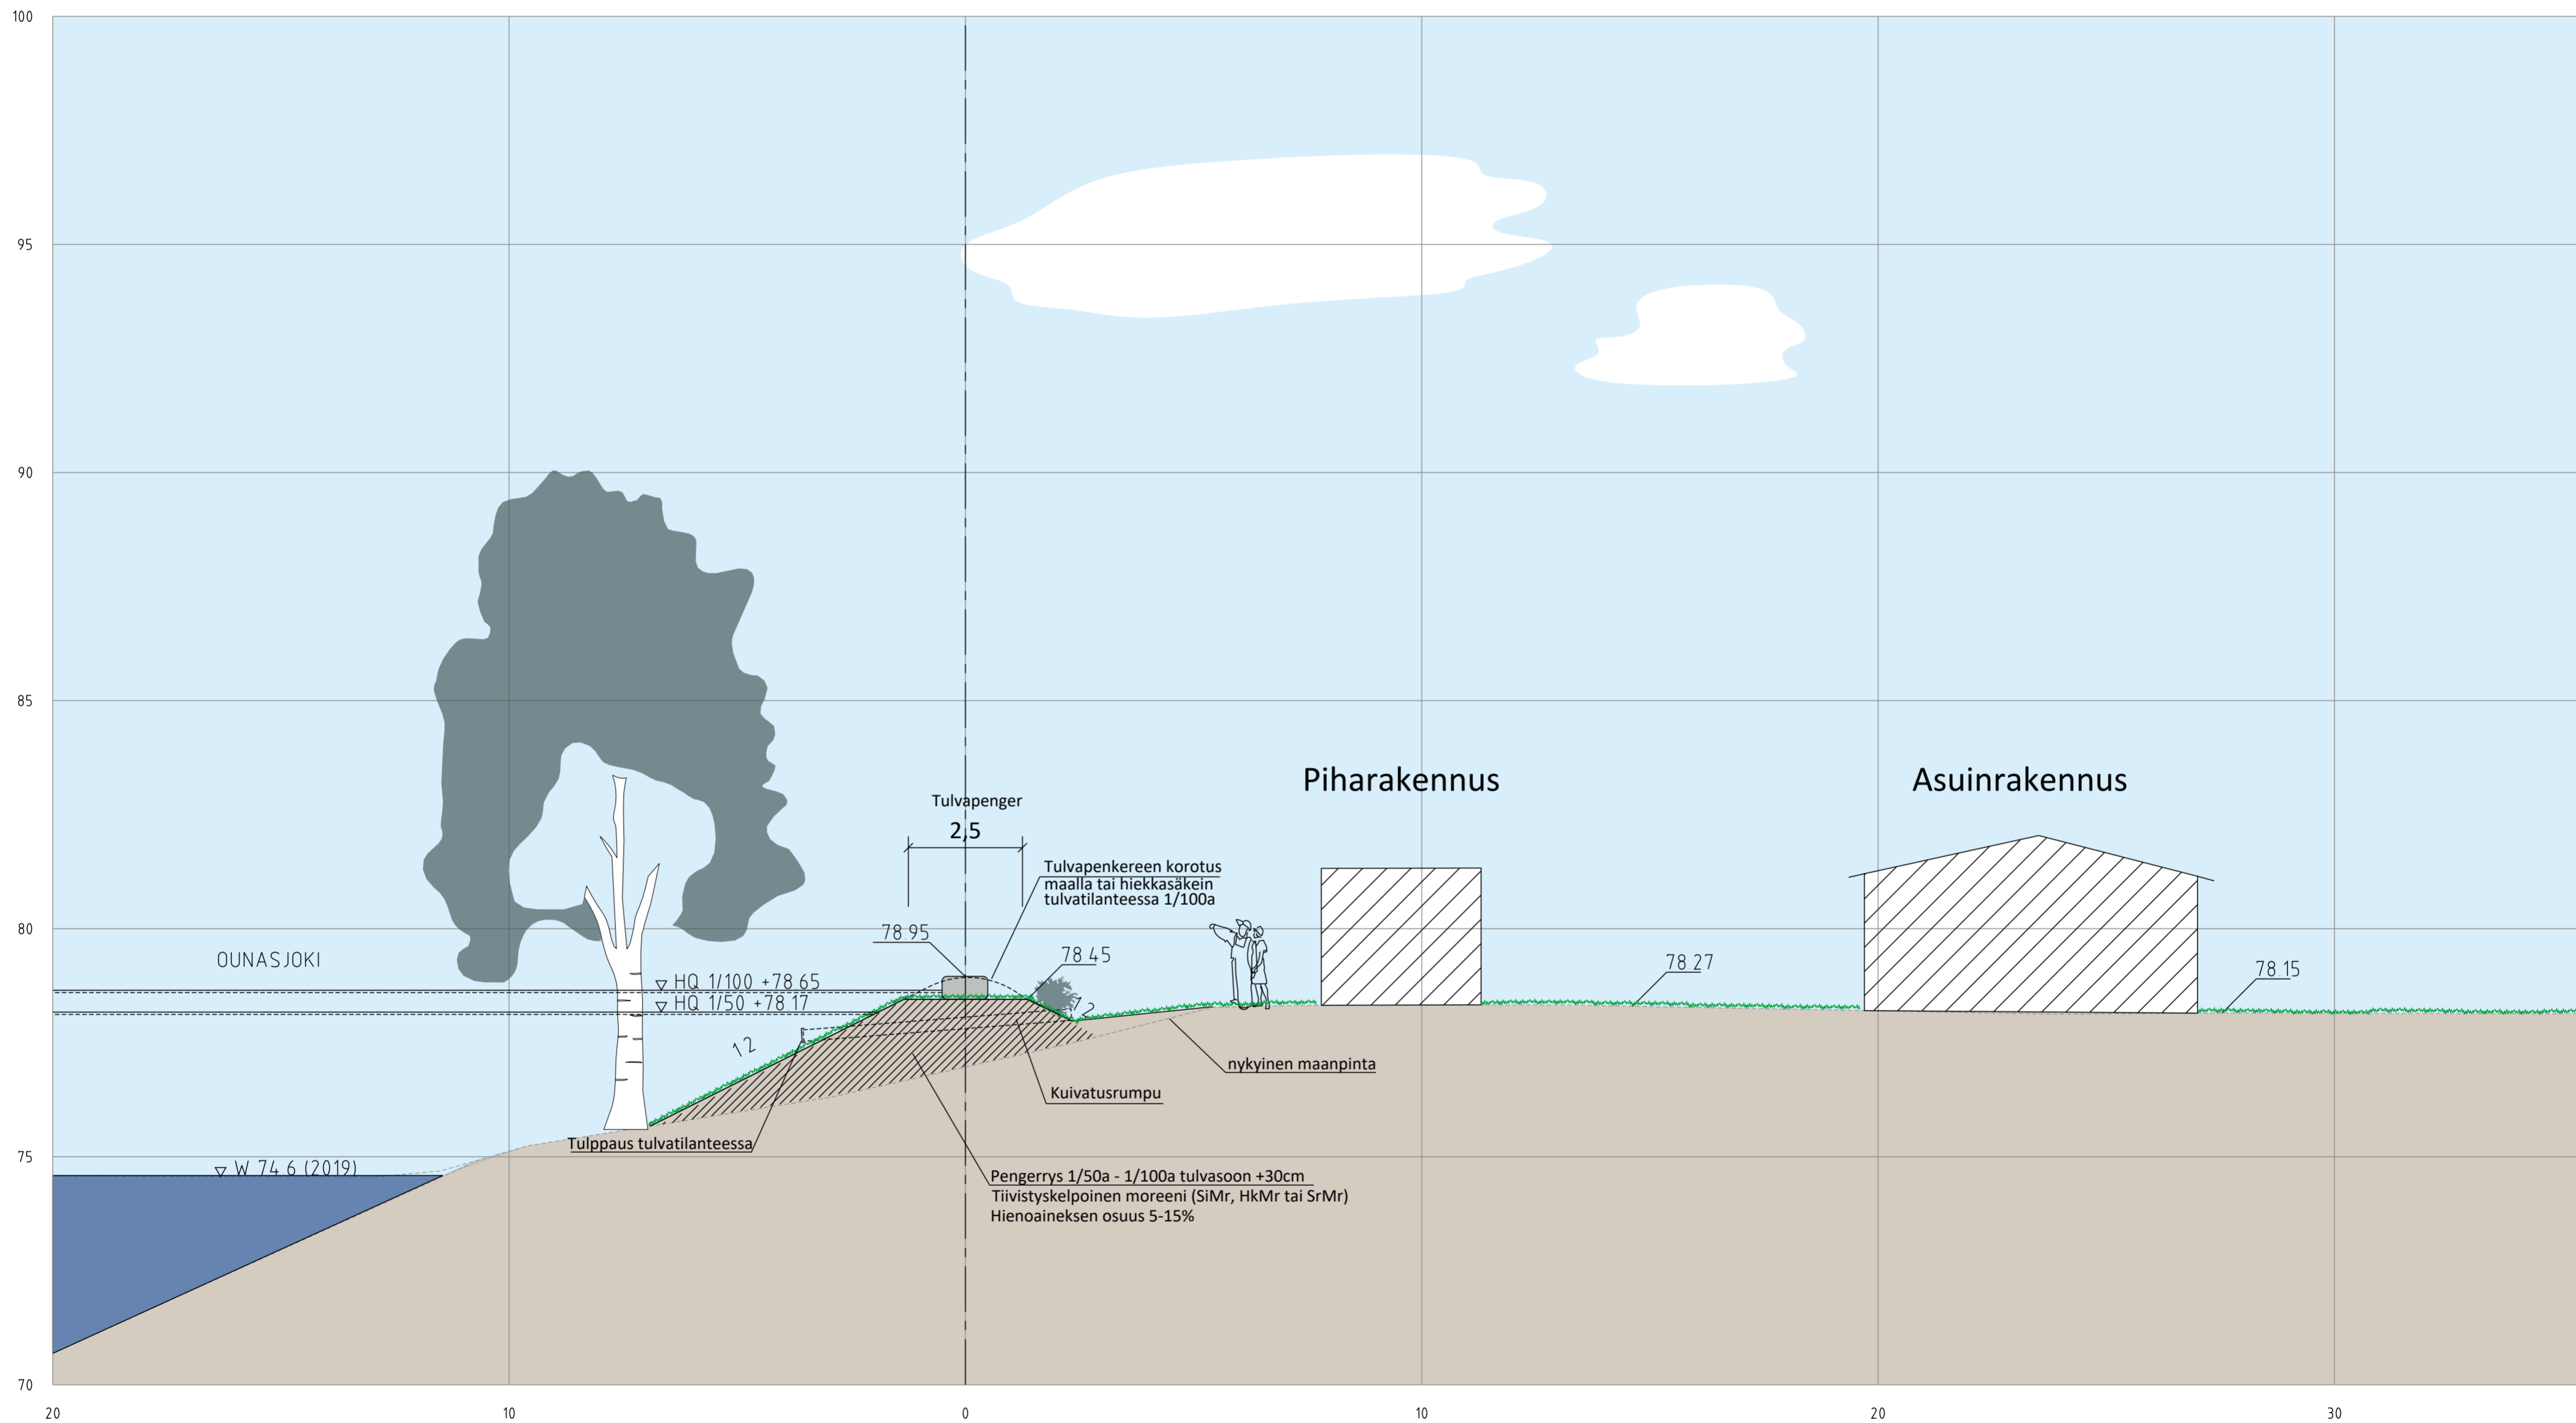 100
95
90
85
80
75
70
20
10
0
10
20
30
Piharakennus
Asuinrakennus
Tulvapenger
2,5
Tulvapenkereen korotus
maalla tai hiekkasäkein
tulvatilanteessa 1/100a
78.95
78.45
OUNASJOKI
HQ 1/100 +78.65
HQ 1/50 +78.17
78.27
78.15
1:2
1:2
nykyinen maanpinta
Kuivatusrumpu
Tulppaus tulvatilanteessa
W 74.6 (2019)
Pengerrys 1/50a - 1/100a tulvasoon +30cm
Tiivistyskelpoinen moreeni (SiMr, HkMr tai SrMr)
Hienoaineksen osuus 5-15%